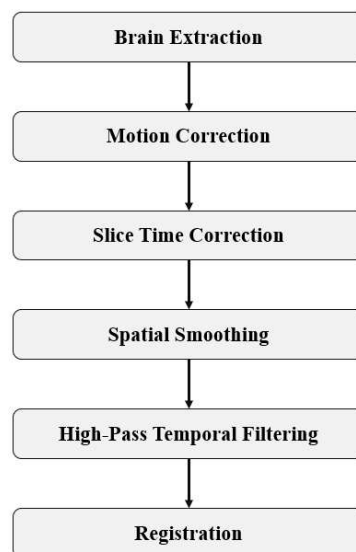 Brain Extraction
Motion Correction
Slice Time Correction
Spatial Smoothing
High-Pass Temporal Filtering
Registration